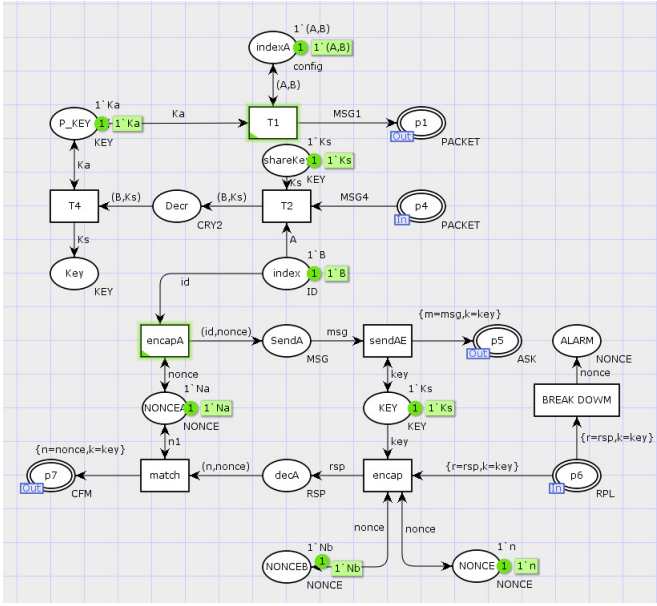 1`(A,B)
indexA
1
1`(A,B)
config
(A,B)
1`Ka
P_KEY
1
1`Ka
KEY
Ka
T1
MSG1
p1
Out
PACKET
1`Ks
shareKey
1
1`Ks
KEY
Ks
Ka
T4
(B,Ks)
Decr
CRY2
(B,Ks)
T2
MSG4
p4
In
PACKET
Ks
A
Key
KEY
1`B
index
1
1`B
ID
id
encapA
(id,nonce)
SendA
MSG
msg
sendAE
{m=msg,k=key}
p5
Out
ASK
ALARM
NONCE
nonce
nonce
key
1`Na
NONCEA
1
1`Na
NONCE
1`Ks
KEY
1
1`Ks
KEY
BREAK DOWM
n1
key
{r=rsp,k=key}
{n=nonce,k=key}
p7
Out
CFM
match
(n,nonce)
decA
RSP
rsp
encap
{r=rsp,k=key}
p6
In
RPL
nonce
nonce
1`Nb
NONCEB
1
1`Nb
NONCE
1`n
NONCE
1
1`n
NONCE